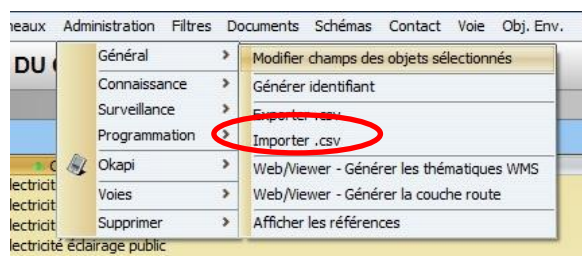 neaux Administration Filtres Documents Schémas Contact Voie Obj. Env.
DU
Général
Connaissance
Surveillance
Programmation
Okapi
Voies
Supprimer
Modifier champs des objets sélectionnés
Générer identifiant
Exporter .csv
Importer .csv
Web/Viewer - Générer les thématiques WMS
Web/Viewer - Générer la couche route
Afficher les références
lectricit
lectricit
lectricit
lectricité éclairage public